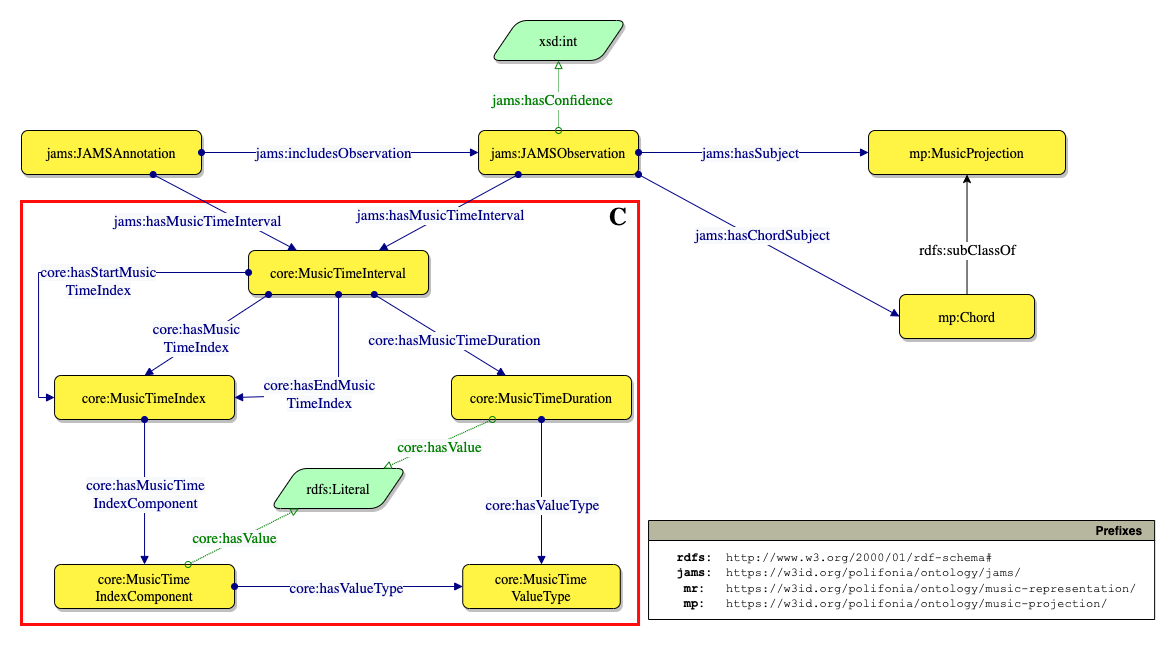 xsd:int
jams:hasConfidence
jams:JAMSAnnotation
jams:includesObservation
jams:JAMSObservation
jams:hasSubject
mp:MusicProjection
jams:hasMusicTimeInterval
jams:hasMusicTimeInterval
C
jams:hasChordSubject
rdfs:subClassOf
core:hasStartMusic
TimeIndex
core:MusicTimeInterval
mp:Chord
core:hasMusic
TimeIndex
core:hasMusicTimeDuration
core:hasEndMusic
TimeIndex
core:MusicTimeIndex
core:MusicTimeDuration
core:hasValue
core:hasMusicTime
IndexComponent
rdfs:Literal
core:hasValueType
core:hasValue
core:MusicTime
IndexComponent
core:hasValueType
core:MusicTime
ValueType
Prefixes
rdfs: http://www.w3.org/2000/01/rdf-schema#
jams: https://w3id.org/polifonia/ontology/jams/
mr: https://w3id.org/polifonia/ontology/music-representation/
mp: https://w3id.org/polifonia/ontology/music-projection/